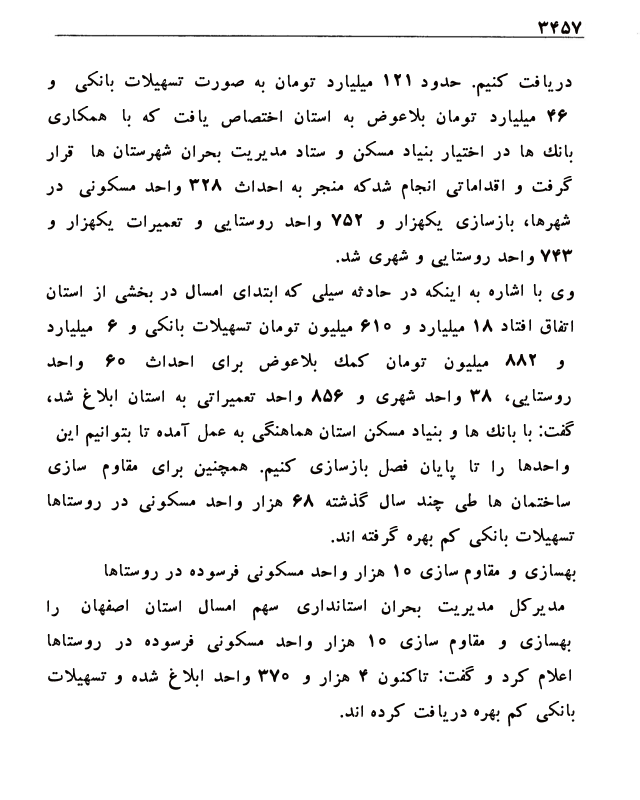 ۳۴۵۷
دریافت کنیم. حدود ۱۲۱ میلیارد تومان به صورت تسهیلات بانکی و
۴۶ میلیارد تومان بلاعوض به استان اختصاص یافت که با همکاری
بانك ها در اختیار بنیاد مسکن و ستاد مدیریت بحران شهرستان ها قرار
گرفت و اقداماتی انجام شدکه منجر به احداث ۳۲۸ واحد مسکونی در
شهرها، بازسازی یکهزار و ۷۵۲ واحد روستایی و تعمیرات یکهزار و
۷۴۳ واحد روستایی و شهری شد.
وی با اشاره به اینکه در حادثه سیلی که ابتدای امسال در بخشی از استان
اتفاق افتاد ۱۸ میلیارد و ۶۱۰ میلیون تومان تسهیلات بانکی و ۶ میلیارد
و ۸۸۲ میلیون تومان کمك بلاعوض برای احداث ۶۰ واحد
روستایی، ۳۸ واحد شهری و ۸۵۶ واحد تعمیراتی به استان ابلاغ شد،
گفت: با بانك ها و بنیاد مسکن استان هماهنگی به عمل آمده تا بتوانیم این
واحدها را تا پایان فصل بازسازی کنیم. همچنین برای مقاوم سازی
ساختمان ها طی چند سال گذشته ۶۸ هزار واحد مسکونی در روستاها
تسهیلات بانکی کم بهره گرفته اند.
بهسازی و مقاوم سازی ۱۰ هزار واحد مسکونی فرسوده در روستاها
مدیرکل مدیریت بحران استانداری سهم امسال استان اصفهان را
بهسازی و مقاوم سازی ۱۰ هزار واحد مسکونی فرسوده در روستاها
اعلام کرد و گفت: تاکنون ۴ هزار و ۳۷۰ واحد ابلاغ شده و تسهیلات
بانکی کم بهره دریافت کرده اند.